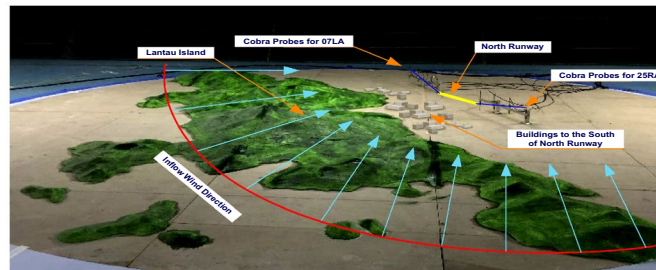 Cobra Probes for 07LA
North Runway
Lantau Island
Cobra Probes for 25RA
Buildings to the South
of North Runway
Inflow Wind Direction